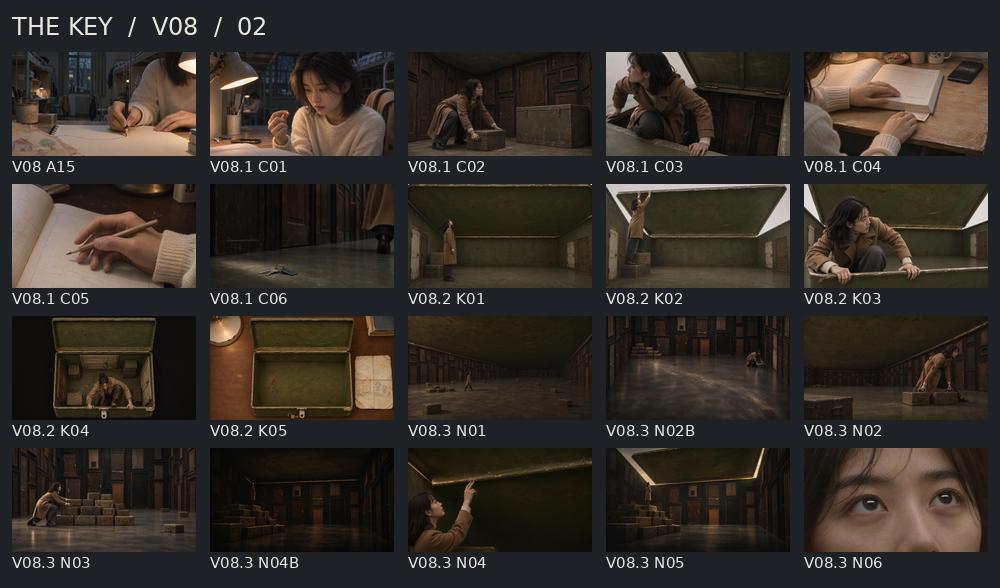 THE KEY / V08 / 02
V08 A15
V08.1 C01
V08.1 C02
V08.1 C03
V08.1 C04
V08.1 C05
V08.1 C06
V08.2 K01
V08.2 K02
V08.2 K03
V08.2 K04
V08.2 K05
V08.3 N01
V08.3 N02B
V08.3 N02
V08.3 N03
V08.3 N04B
V08.3 N04
V08.3 N05
V08.3 N06